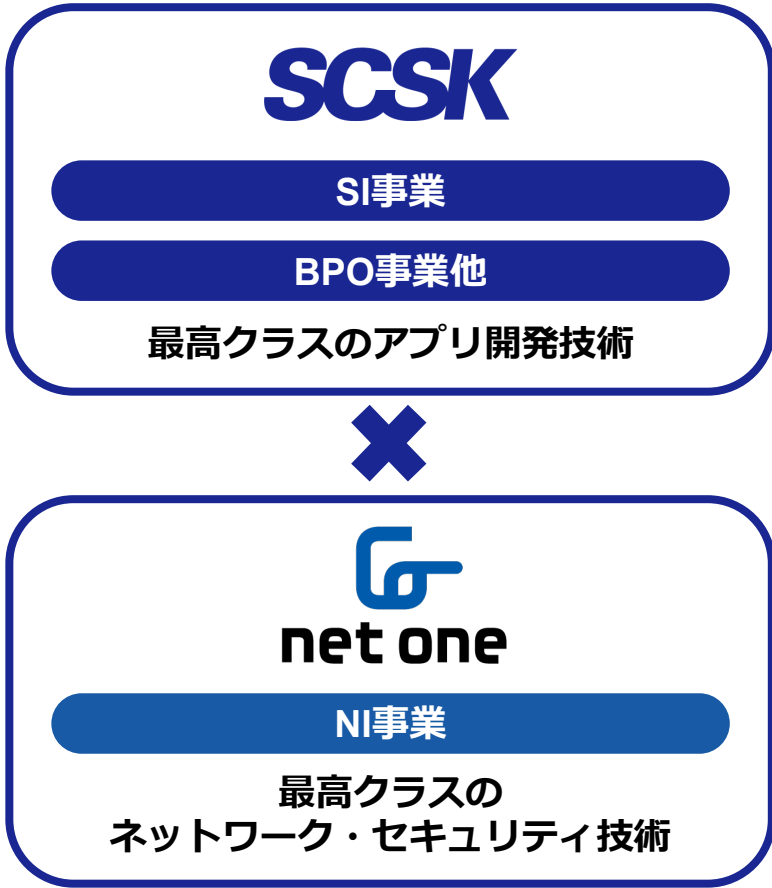 SCSK
SI事業
BPO事業他
最高クラスのアプリ開発技術
net one
NI事業
最高クラスの
ネットワーク・セキュリティ技術